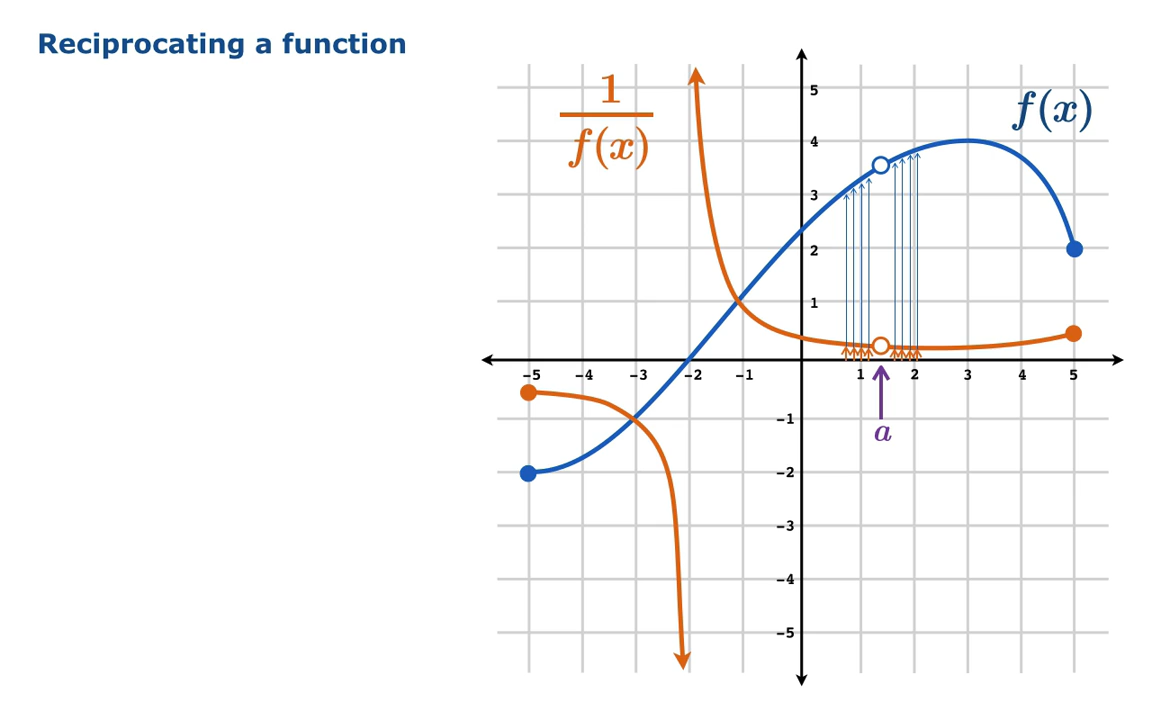 Reciprocating a function
1
f(x)
f(x)
5
4
3
2
1
-5 -4 -3 -2 -1 1 2 3 4 5
a
-1
-2
-3
-4
-5